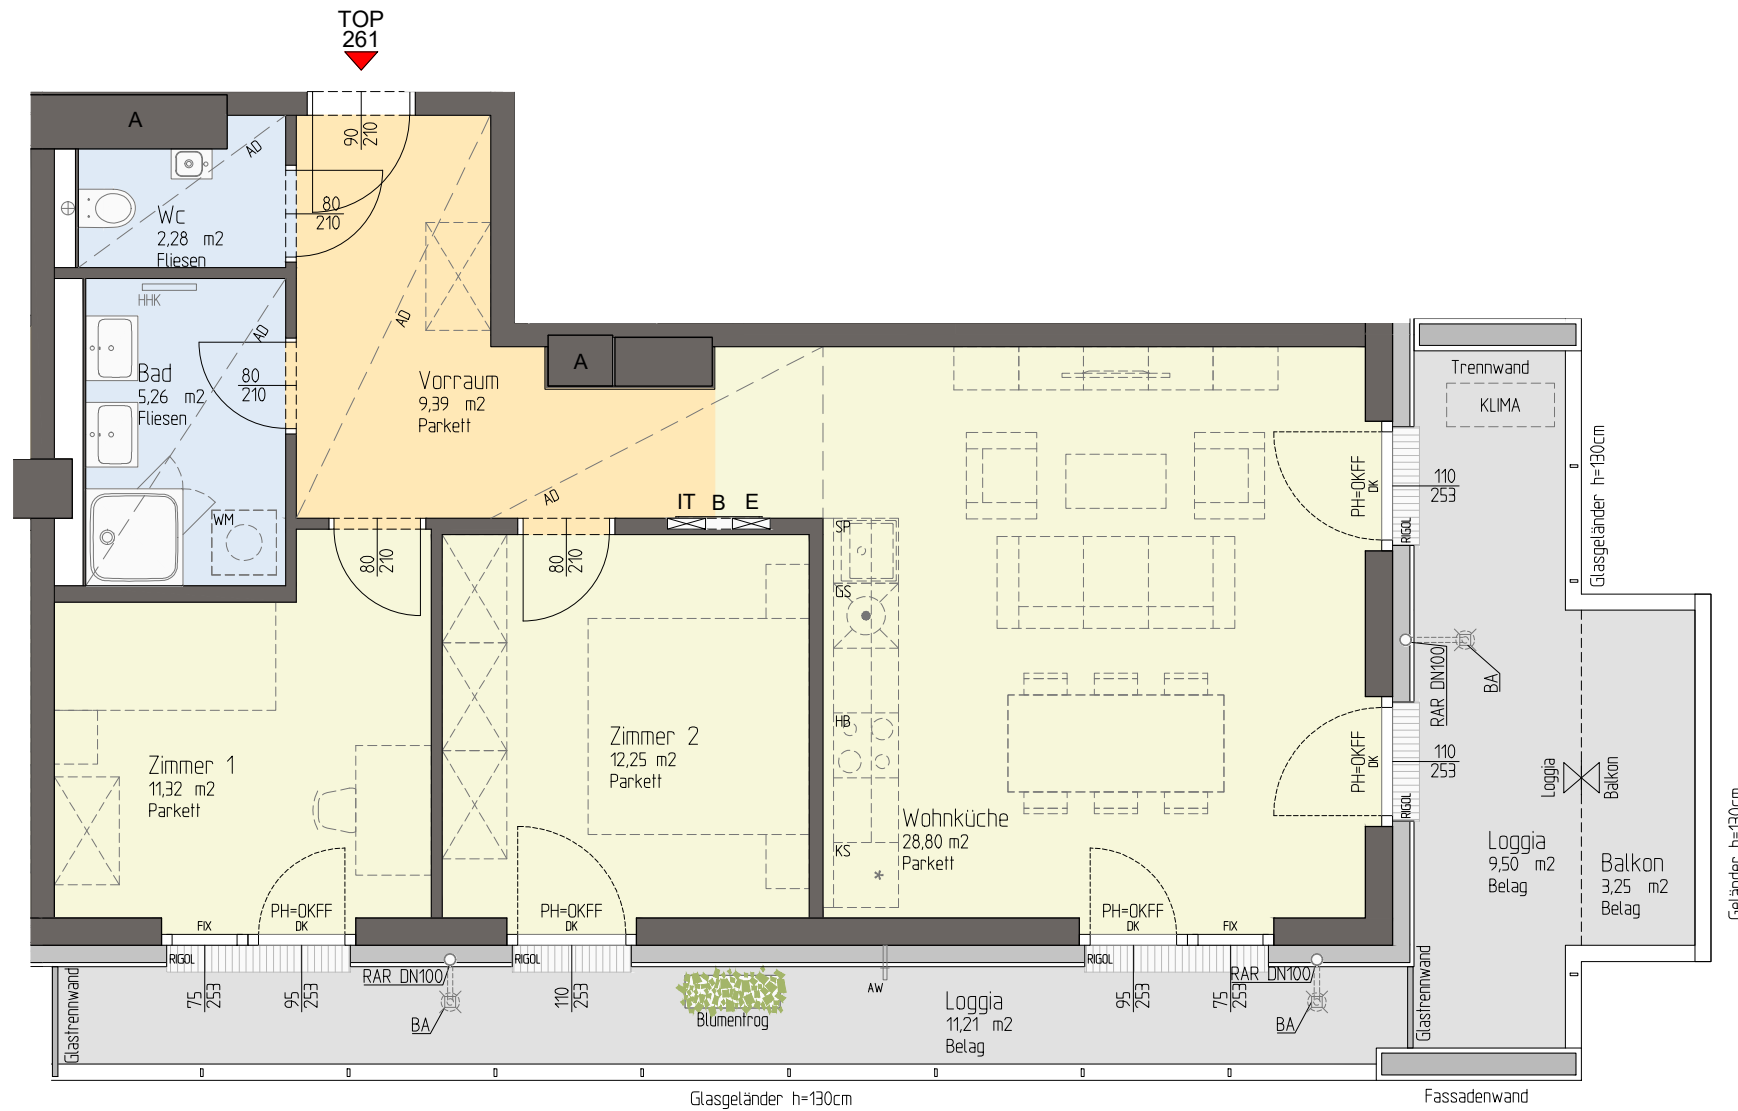 TOP
261
A
90
210
AD
80
210
Wc
2,28 m2
Fliesen
HHK
AD
AD
Bad
5,26 m2
Fliesen
80
210
Vorraum
9,39 m2
Parkett
A
WM
AD
IT B E
80
210
80
210
SP
GS
HB
KS
*
Zimmer 1
11,32 m2
Parkett
Zimmer 2
12,25 m2
Parkett
Wohnküche
28,80 m2
Parkett
Trennwand
KLIMA
Glasgeländer h=130cm
PH=OKFF
DK
RIGOL
110
253
RAR DN100
BA
PH=OKFF
DK
RIGOL
110
253
Loggia
Balkon
Loggia
9,50 m2
Belag
Balkon
3,25 m2
Belag
Geländer h=130cm
PH=OKFF
FIX
DK
PH=OKFF
DK
PH=OKFF
DK
FIX
RIGOL
RIGOL
RIGOL
Glastrennwand
75
253
95
253
RAR DN100
BA
110
253
Blumentrog
AW
Loggia
11,21 m2
Belag
95
253
75
253
RAR DN100
BA
Glastrennwand
Glasgeländer h=130cm
Fassadenwand